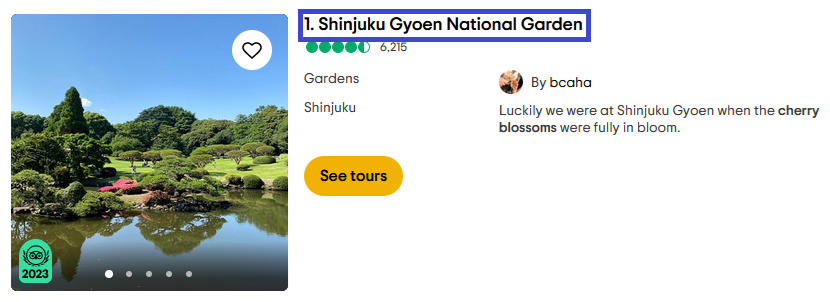 1. Shinjuku Gyoen National Garden
6,215
Gardens
By bcaha
Shinjuku
Luckily we were at Shinjuku Gyoen when the cherry
blossoms were fully in bloom.
See tours
2023